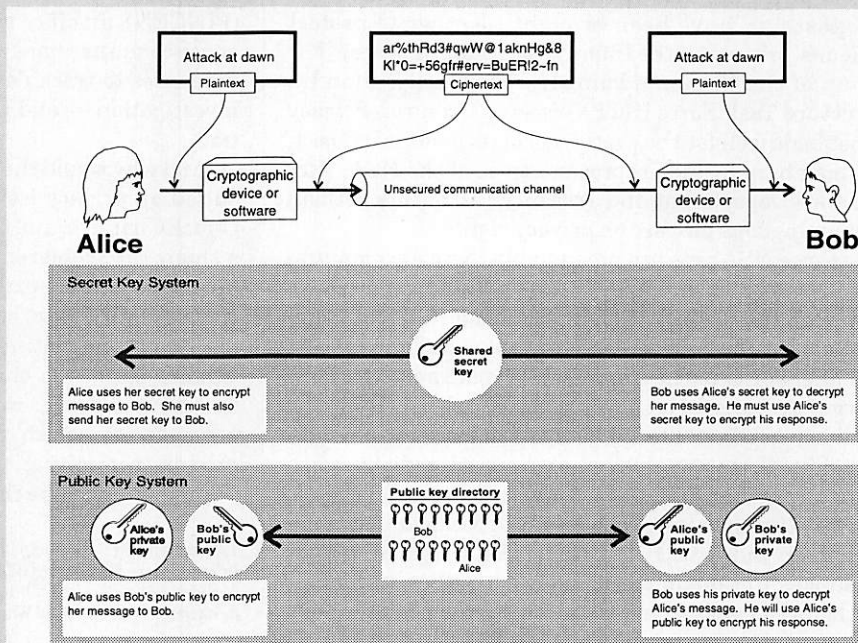 Attack at dawn
Plaintext
ar%thRd3#qwW@1aknHg&8
Kl*0=+56gfr#erv=BuER!2~fn
Ciphertext
Attack at dawn
Plaintext
Cryptographic
device or
software
Unsecured communication channel
Cryptographic
device or
software
Alice
Bob
Secret Key System
Shared
secret
key
Alice uses her secret key to encrypt
message to Bob. She must also
send her secret key to Bob.
Bob uses Alice's secret key to decrypt
her message. He must use Alice's
secret key to encrypt his response.
Public Key System
Alice's
private
key
Bob's
public
key
Public key directory
Bob
Alice
Alice's
public
key
Bob's
private
key
Alice uses Bob's public key to encrypt
her message to Bob.
Bob uses his private key to decrypt
Alice's message. He will use Alice's
public key to encrypt his response.